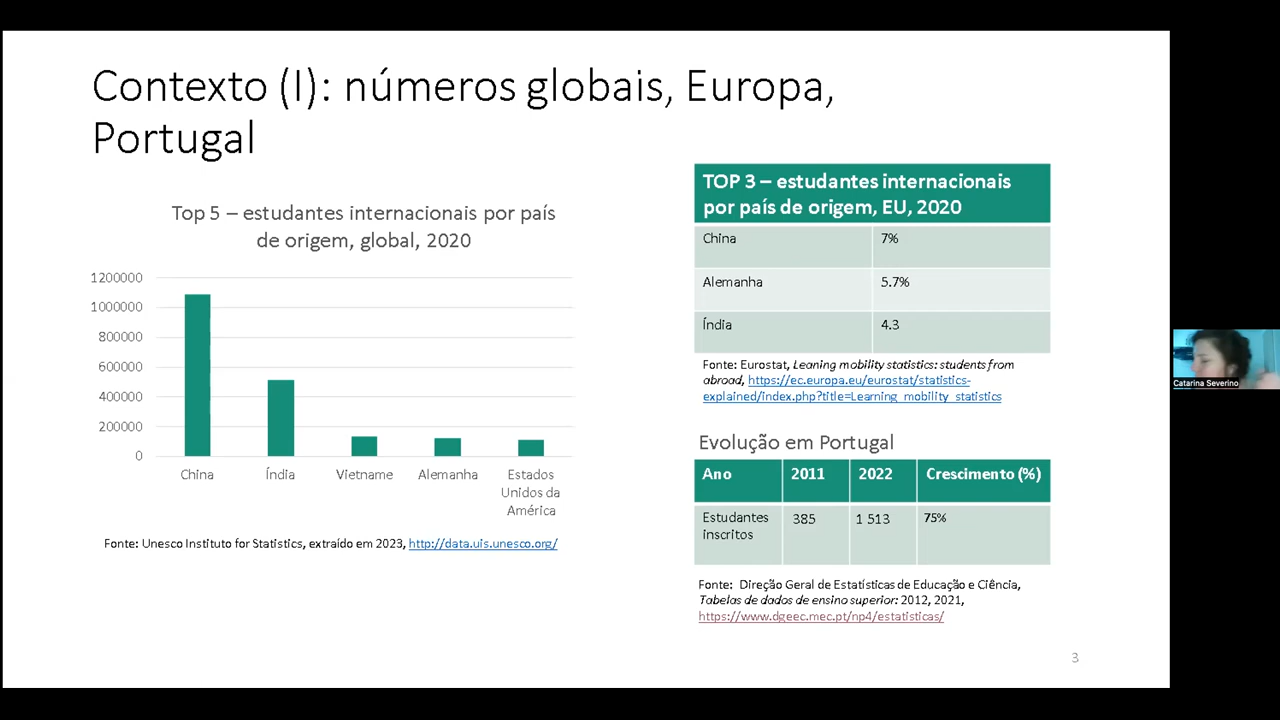 Contexto (I): números globais, Europa,
Portugal
Top 5 – estudantes internacionais por país
de origem, global, 2020
1200000
1000000
800000
600000
400000
200000
0
China
Índia
Vietname
Alemanha
Estados
Unidos da
América
Fonte: Unesco Instituto for Statistics, extraído em 2023, http://data.uis.unesco.org/
TOP 3 – estudantes internacionais
por país de origem, EU, 2020
China 7%
Alemanha 5.7%
Índia 4.3
Fonte: Eurostat, Leaning mobility statistics: students from
abroad, https://ec.europa.eu/eurostat/statistics-
explained/index.php?title=Learning_mobility_statistics
Evolução em Portugal
Ano 2011 2022 Crescimento (%)
Estudantes 385 1 513 75%
inscritos
Fonte: Direção Geral de Estatísticas de Educação e Ciência,
Tabelas de dados de ensino superior: 2012, 2021,
https://www.dgeec.mec.pt/np4/estatisticas/
3
Catarina Severino